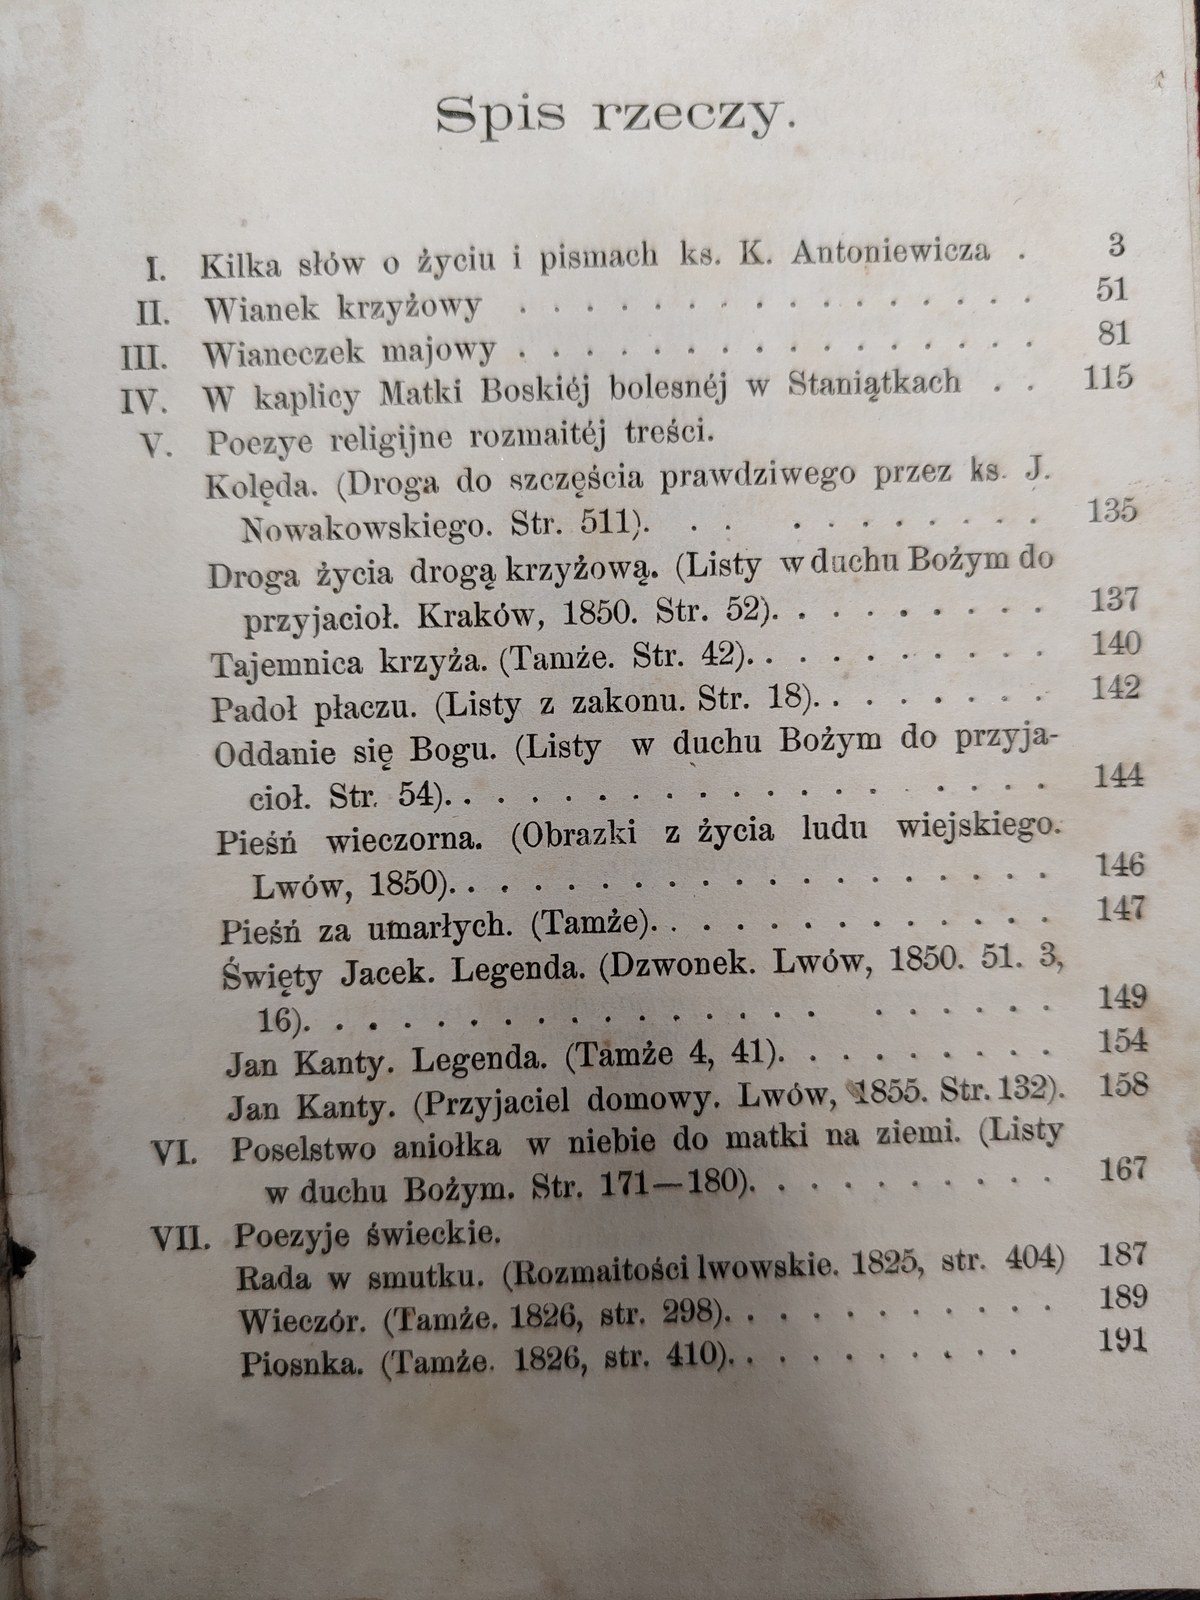 Spis rzeczy.
I. Kilka słów o życiu i pismach ks. K. Antoniewicza . 3
II. Wianek krzyżowy . . . . . . . . . . . . . . . . 51
III. Wianeczek majowy . . . . . . . . . . . . . . . . 81
IV. W kaplicy Matki Boskiéj bolesnéj w Staniątkach . . 115
V. Poezye religijne rozmaitéj treści.
Kolęda. (Droga do szczęścia prawdziwego przez ks. J.
Nowakowskiego. Str. 511). . . . . . . . . . 135
Droga życia drogą krzyżową. (Listy w duchu Bożym do
przyjacioł. Kraków, 1850. Str. 52). . . . . . . . . 137
Tajemnica krzyża. (Tamże. Str. 42). . . . . . . . . . 140
Padoł płaczu. (Listy z zakonu. Str. 18). . . . . . . . 142
Oddanie się Bogu. (Listy w duchu Bożym do przyja-
cioł. Str. 54). . . . . . . . . . . . . . . . 144
Pieśń wieczorna. (Obrazki z życia ludu wiejskiego.
Lwów, 1850). . . . . . . . . . . . . . . . . . 146
Pieśń za umarłych. (Tamże). . . . . . . . . . . . . 147
Święty Jacek. Legenda. (Dzwonek. Lwów, 1850. 51. 3,
16). . . . . . . . . . . . . . . . . . . . . 149
Jan Kanty. Legenda. (Tamże 4, 41). . . . . . . . . 154
Jan Kanty. (Przyjaciel domowy. Lwów, 1855. Str. 132). 158
VI. Poselstwo aniołka w niebie do matki na ziemi. (Listy
w duchu Bożym. Str. 171—180). . . . . . . . . . 167
VII. Poezyje świeckie.
Rada w smutku. (Rozmaitości lwowskie. 1825, str. 404) 187
Wieczór. (Tamże. 1826, str. 298). . . . . . . . . . . 189
Piosnka. (Tamże. 1826, str. 410). . . . . . . . . . 191